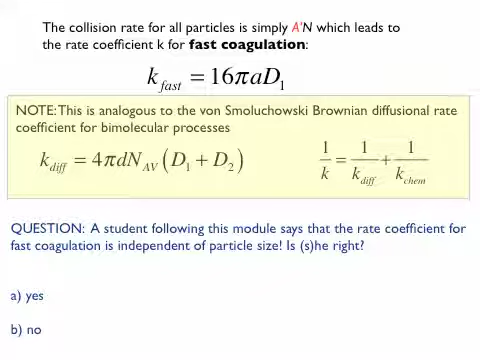 The collision rate for all particles is simply A'N which leads to
the rate coefficient k for fast coagulation:
k_fast = 16πaD₁
NOTE: This is analogous to the von Smoluchowski Brownian diffusional rate
coefficient for bimolecular processes
k_diff = 4πdN_AV (D₁ + D₂)   1/k = 1/k_diff + 1/k_chem
QUESTION: A student following this module says that the rate coefficient for
fast coagulation is independent of particle size! Is (s)he right?
a) yes
b) no